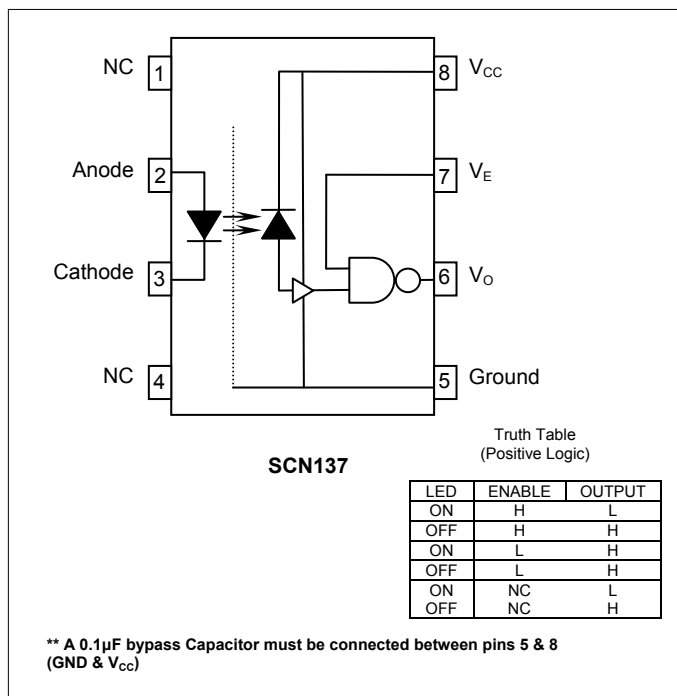 NC 1
8 VCC
Anode 2
7 VE
Cathode 3
6 VO
NC 4
5 Ground
SCN137
Truth Table
(Positive Logic)
LED ENABLE OUTPUT
ON H L
OFF H H
ON L H
OFF L H
ON NC L
OFF NC H
** A 0.1µF bypass Capacitor must be connected between pins 5 & 8
(GND & VCC)